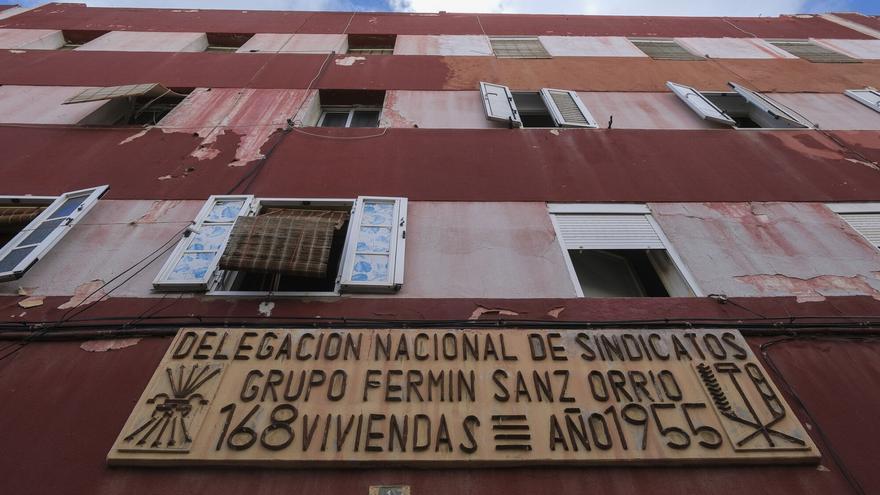 DELEGACION NACIONAL DE SINDICATOS
GRUPO FERMIN SANZ ORRIO
168 VIVIENDAS = AÑO 1955